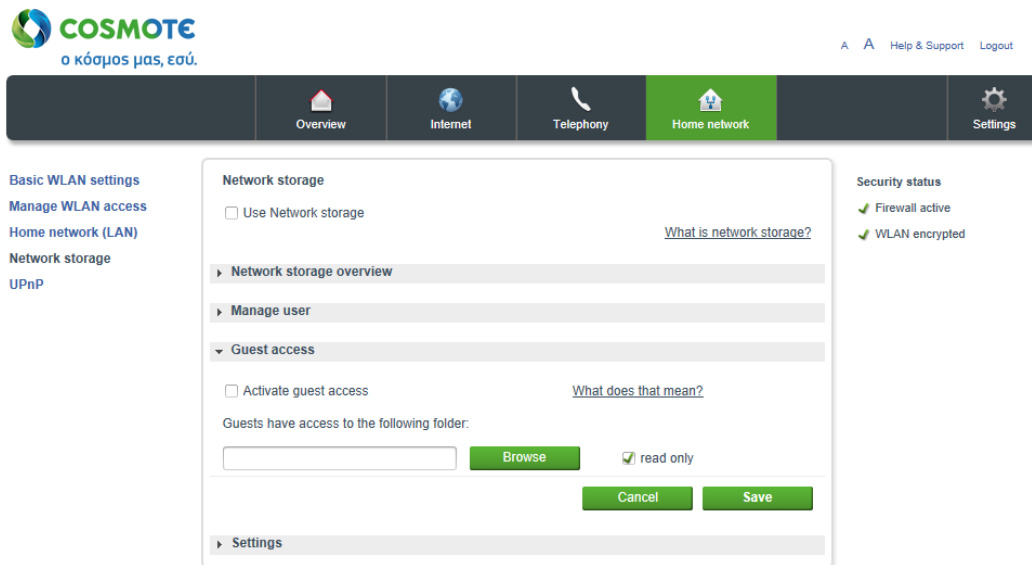 COSMOTE
ο κόσμος μας, εσύ.
A A Help & Support Logout
Overview Internet Telephony Home network Settings
Basic WLAN settings
Manage WLAN access
Home network (LAN)
Network storage
UPnP
Network storage
Use Network storage
What is network storage?
Network storage overview
Manage user
Guest access
Activate guest access What does that mean?
Guests have access to the following folder:
Browse read only
Cancel Save
Settings
Security status
Firewall active
WLAN encrypted